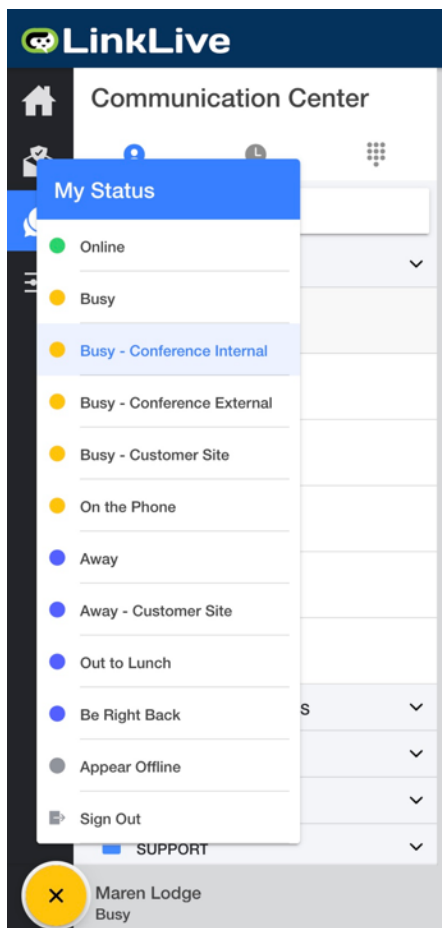 LinkLive
Communication Center
My Status
Online
Busy
Busy - Conference Internal
Busy - Conference External
Busy - Customer Site
On the Phone
Away
Away - Customer Site
Out to Lunch
Be Right Back
S
Appear Offline
Sign Out
SUPPORT
Maren Lodge
Busy